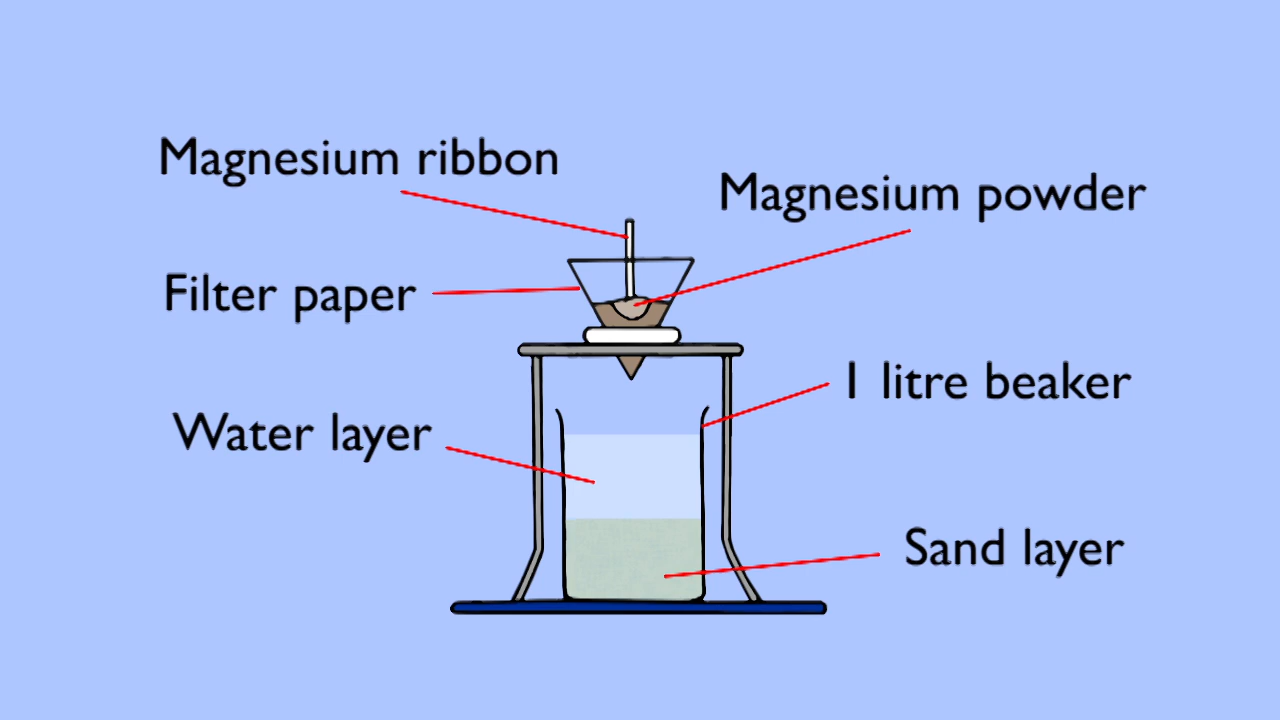 Magnesium ribbon
Magnesium powder
Filter paper
1 litre beaker
Water layer
Sand layer